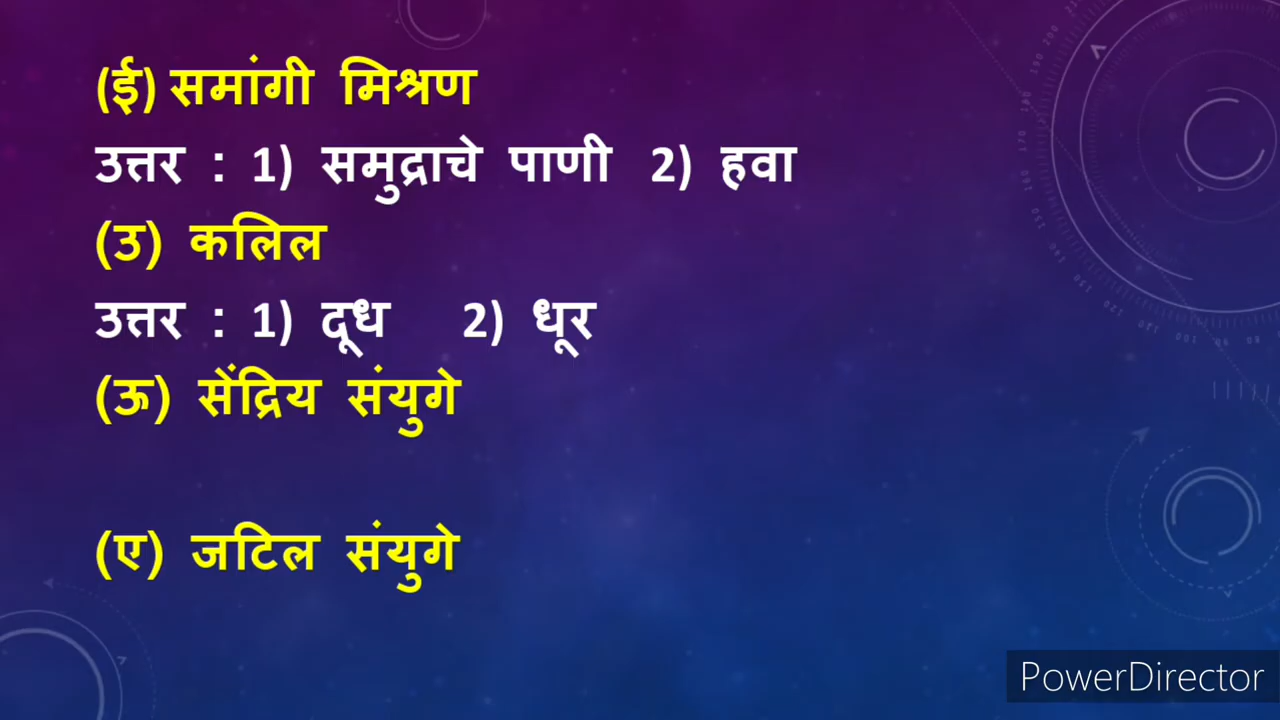 (ई) समांगी मिश्रण
उत्तर : 1) समुद्राचे पाणी 2) हवा
(उ) कलिल
उत्तर : 1) दूध 2) धूर
(ऊ) सेंद्रिय संयुगे
(ए) जटिल संयुगे
PowerDirector